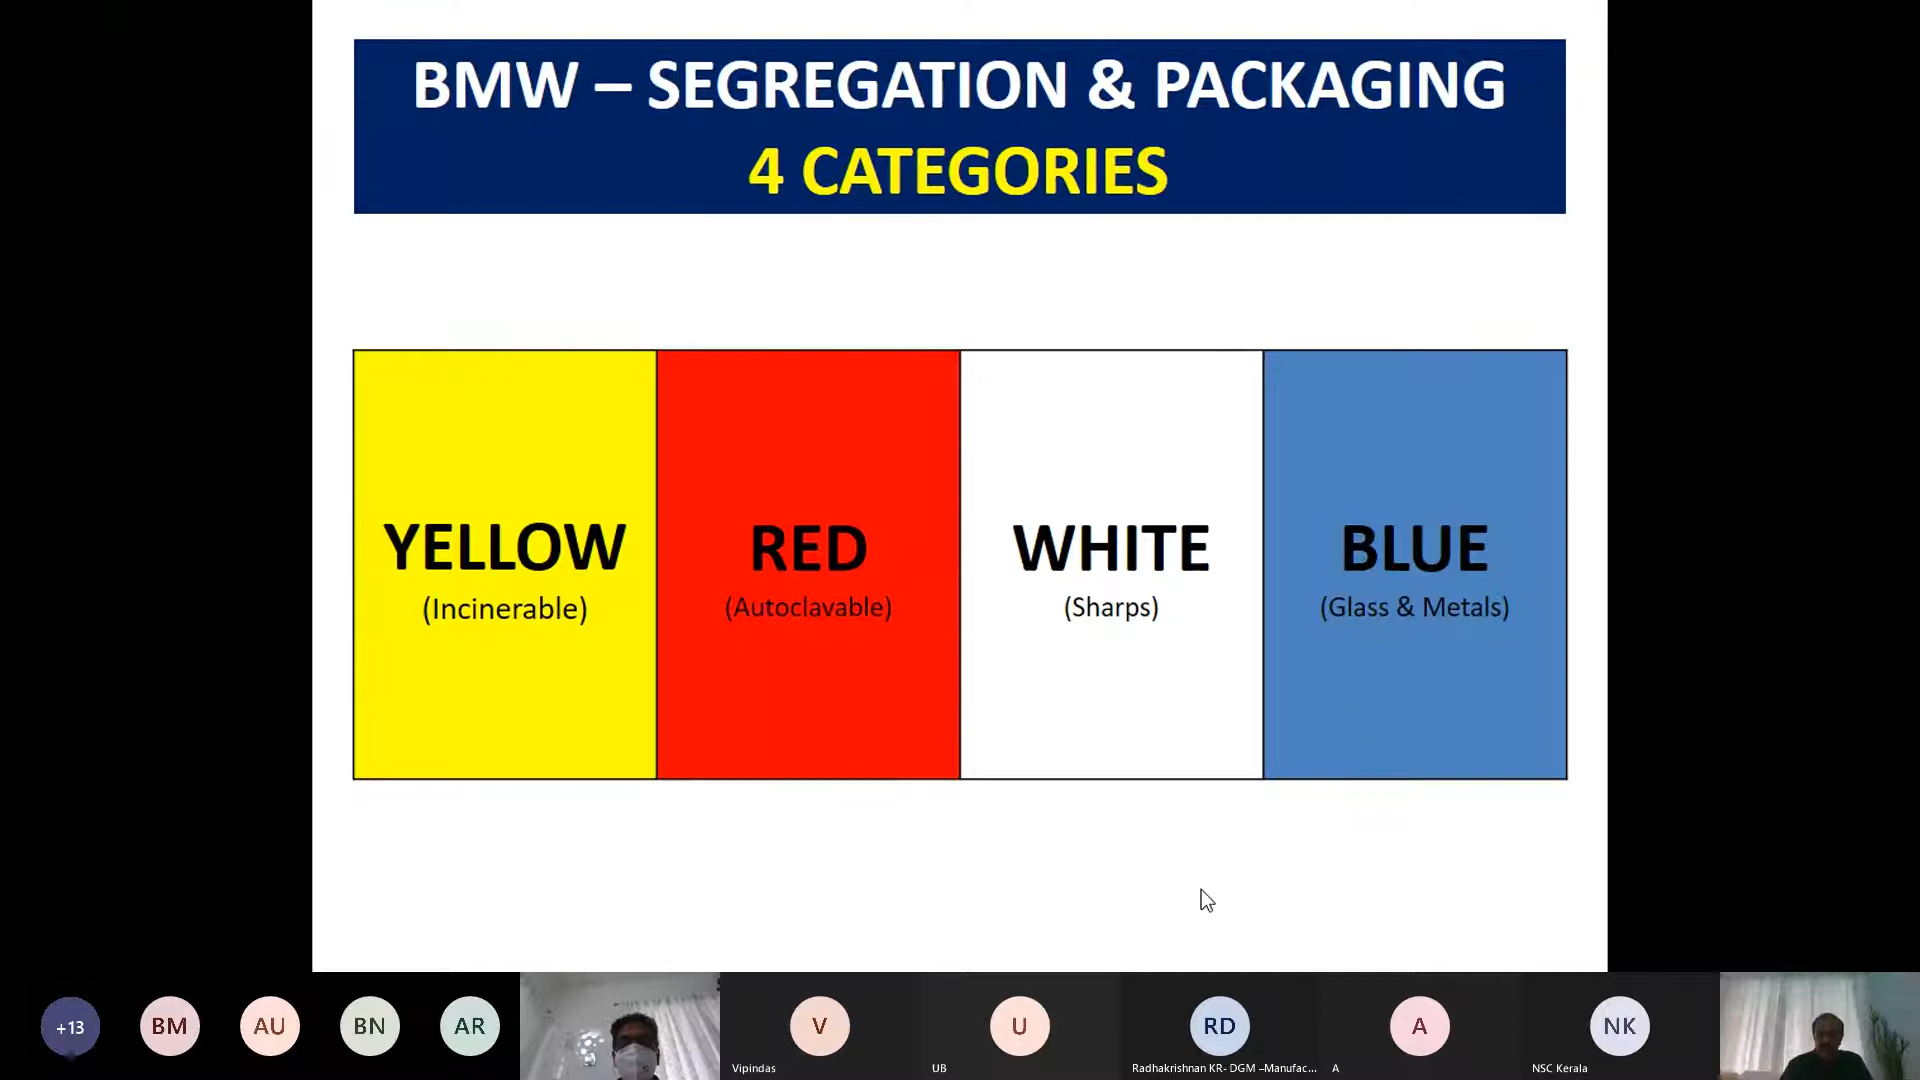 BMW – SEGREGATION & PACKAGING
4 CATEGORIES
YELLOW
(Incinerable)
RED
(Autoclavable)
WHITE
(Sharps)
BLUE
(Glass & Metals)
+13
BM
AU
BN
AR
V
Vipindas
U
UB
RD
Radhakrishnan KR- DGM –Manufac...
A
A
NK
NSC Kerala